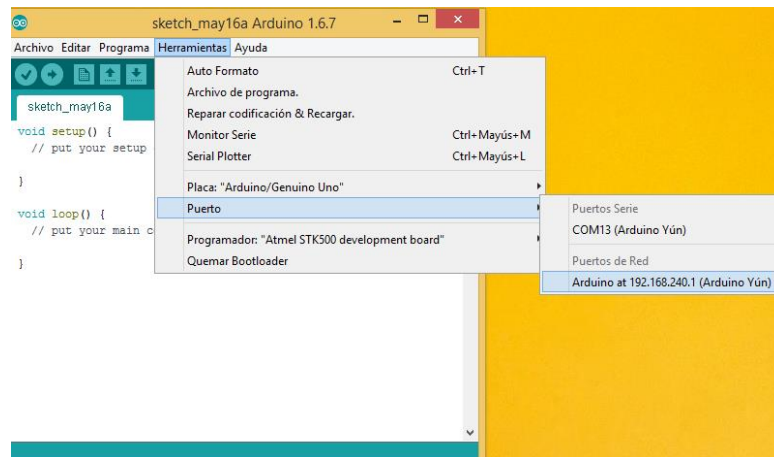 sketch_may16a Arduino 1.6.7
Archivo Editar Programa Herramientas Ayuda
sketch_may16a
void setup() {
// put your setup
}
void loop() {
// put your main c
}
Auto Formato Ctrl+T
Archivo de programa.
Reparar codificación & Recargar.
Monitor Serie Ctrl+Mayús+M
Serial Plotter Ctrl+Mayús+L
Placa: "Arduino/Genuino Uno"
Puerto
Programador: "Atmel STK500 development board"
Quemar Bootloader
Puertos Serie
COM13 (Arduino Yún)
Puertos de Red
Arduino at 192.168.240.1 (Arduino Yún)